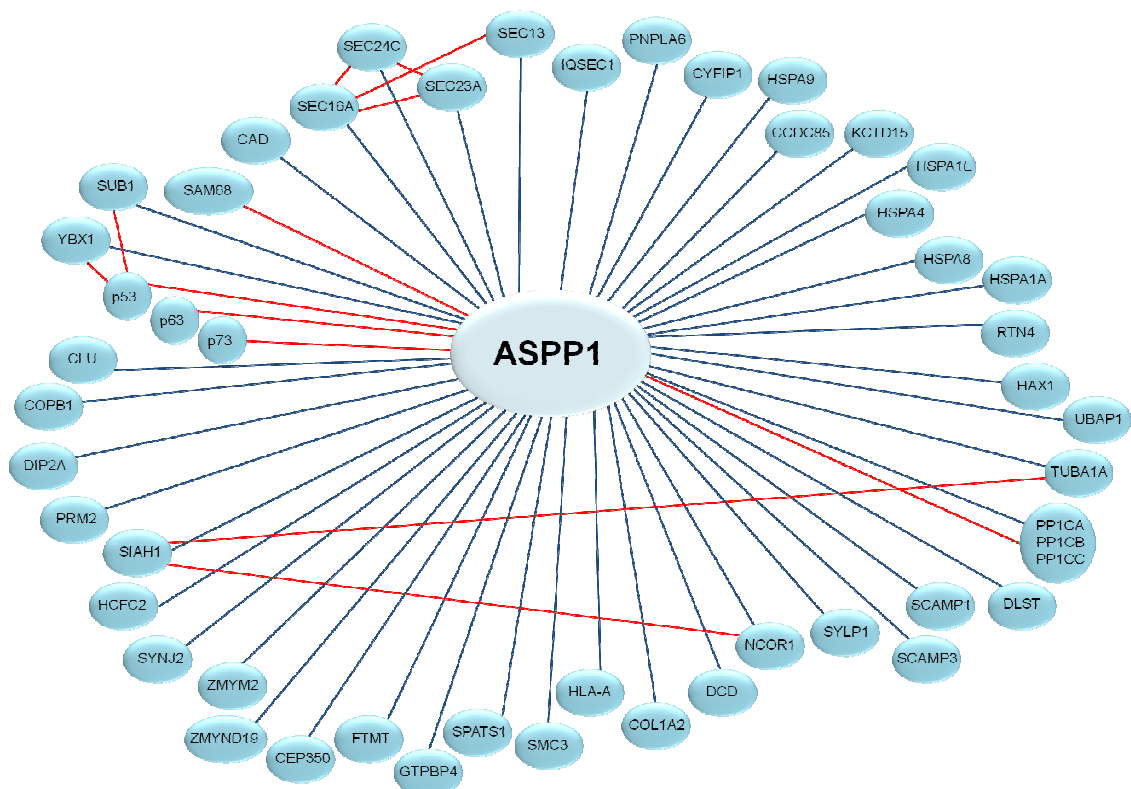 SEC13
SEC24C
PNPLA6
IQSEC1
CYFIP1
HSPA9
SEC23A
SEC16A
CAD
CCDC85
KCTD15
HSPA1L
SUB1
SAM68
HSPA4
YBX1
HSPA8
HSPA1A
p53
p63
p73
RTN4
ASPP1
CLU
HAX1
COPB1
UBAP1
DIP2A
TUBA1A
PRM2
PP1CA
PP1CB
PP1CC
SIAH1
HCFC2
SCAMP1
DLST
SYLP1
NCOR1
SYNJ2
SCAMP3
ZMYM2
HLA-A
DCD
COL1A2
SPATS1
ZMYND19
FTMT
SMC3
CEP350
GTPBP4